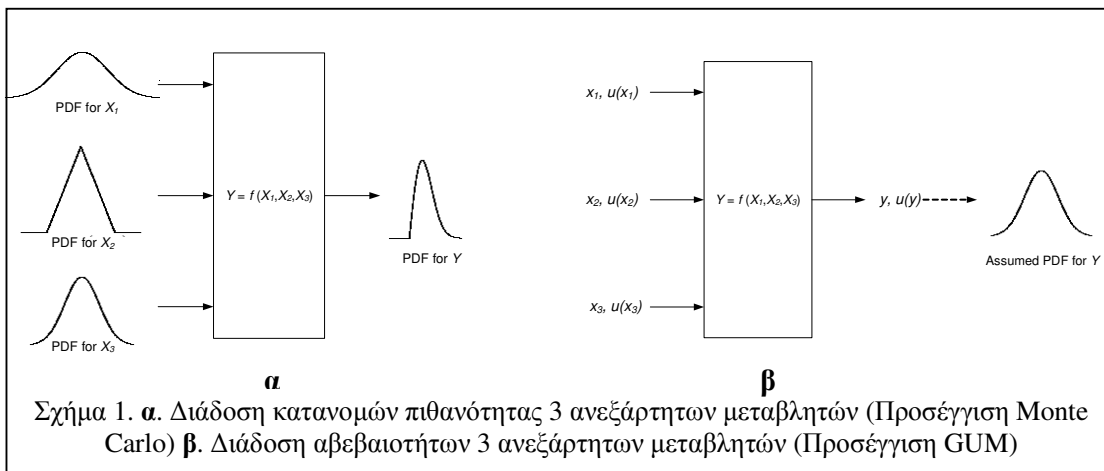 PDF for X1
PDF for X2
PDF for X3
Y = f (X1,X2,X3)
PDF for Y
α
x1, u(x1)
x2, u(x2)
x3, u(x3)
Y = f (X1,X2,X3)
y, u(y)
Assumed PDF for Y
β
Σχήμα 1. α. Διάδοση κατανομών πιθανότητας 3 ανεξάρτητων μεταβλητών (Προσέγγιση Monte
Carlo) β. Διάδοση αβεβαιοτήτων 3 ανεξάρτητων μεταβλητών (Προσέγγιση GUM)